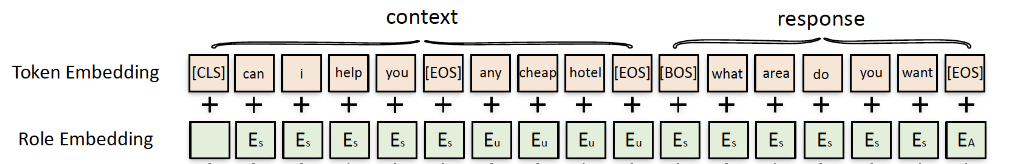 context response
Token Embedding [CLS] can i help you [EOS] any cheap hotel [EOS] [BOS] what area do you want [EOS]
+ + + + + + + + + + + + + + + + +
Role Embedding Es Es Es Es Es Eu Eu Eu Eu Es Es Es Es Es Es EA